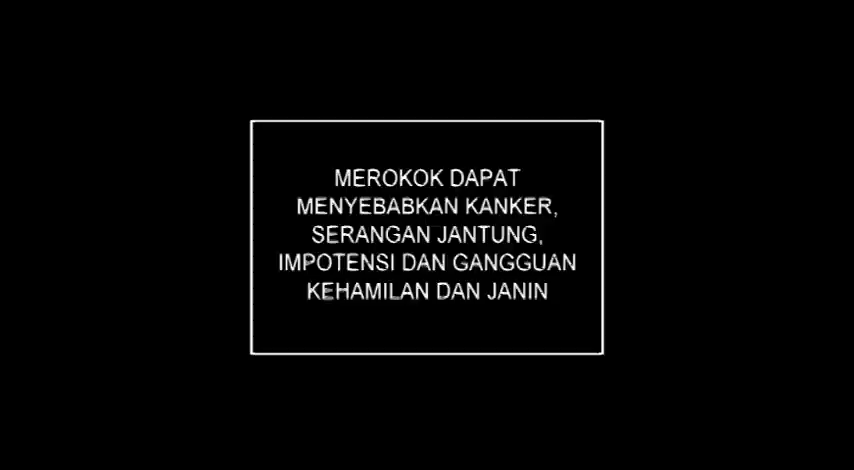 MEROKOK DAPAT
MENYEBABKAN KANKER,
SERANGAN JANTUNG,
IMPOTENSI DAN GANGGUAN
KEHAMILAN DAN JANIN